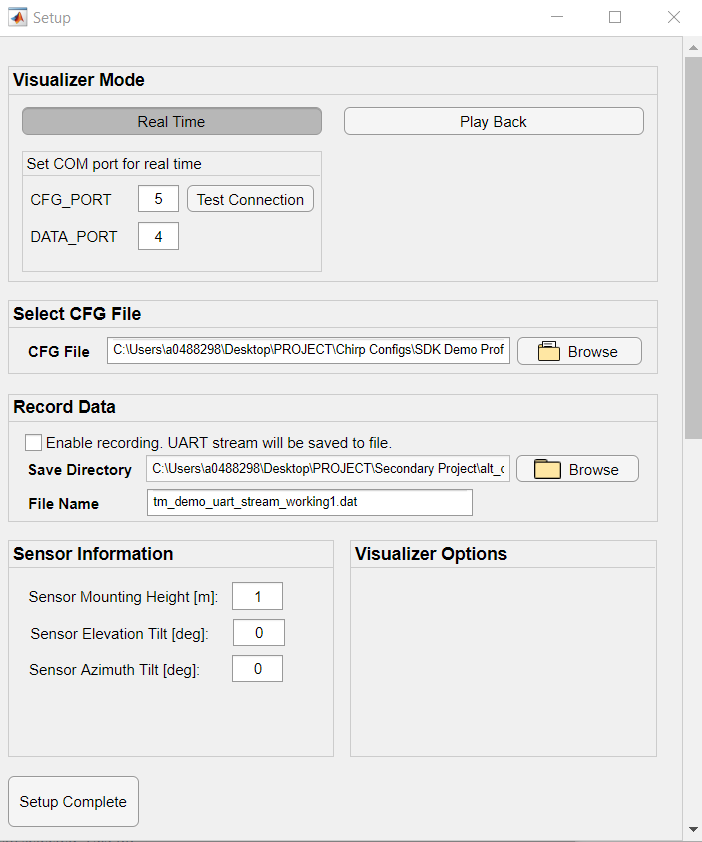 Setup
Visualizer Mode
Real Time
Play Back
Set COM port for real time
CFG_PORT 5 Test Connection
DATA_PORT 4
Select CFG File
CFG File C:\Users\a0488298\Desktop\PROJECT\Chirp Configs\SDK Demo Prof Browse
Record Data
Enable recording. UART stream will be saved to file.
Save Directory C:\Users\a0488298\Desktop\PROJECT\Secondary Project\alt_c Browse
File Name tm_demo_uart_stream_working1.dat
Sensor Information
Sensor Mounting Height [m]: 1
Sensor Elevation Tilt [deg]: 0
Sensor Azimuth Tilt [deg]: 0
Visualizer Options
Setup Complete